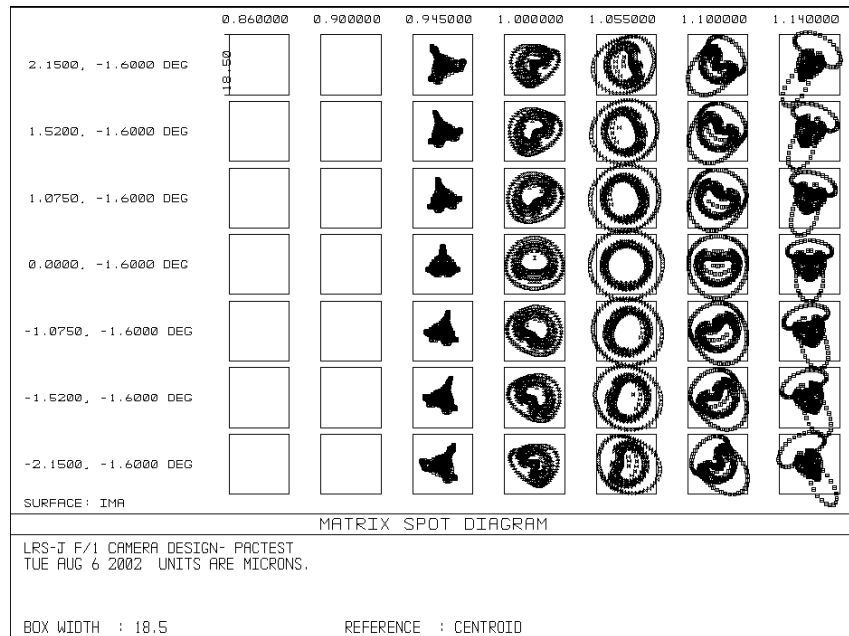 0.860000 0.900000 0.945000 1.000000 1.055000 1.100000 1.140000
18.50
2.1500, -1.6000 DEG
1.5200, -1.6000 DEG
1.0750, -1.6000 DEG
0.0000, -1.6000 DEG
-1.0750, -1.6000 DEG
-1.5200, -1.6000 DEG
-2.1500, -1.6000 DEG
SURFACE: IMA
MATRIX SPOT DIAGRAM
LRS-J F/1 CAMERA DESIGN- PACTEST
TUE AUG 6 2002 UNITS ARE MICRONS.
BOX WIDTH : 18.5 REFERENCE : CENTROID